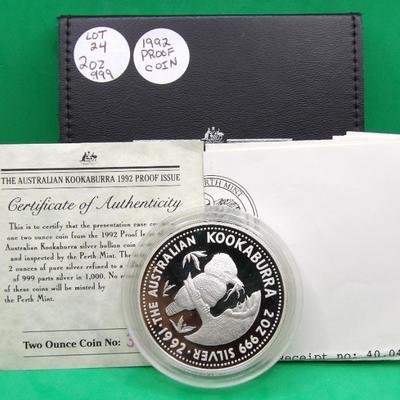 LOT
24
2oz
999
1992
PROOF
COIN
THE AUSTRALIAN KOOKABURRA 1992 PROOF ISSUE
Certificate of Authenticity
This is to certify that the presentation case
one two ounce coin from the 1992 Proof
Australian Kookaburra silver bullion coin
and inspected by the Perth Mint. The
2 ounces of pure silver refined to a
of 999 parts silver in 1,000. No
of these coins will be minted by
the Perth Mint.
Two Ounce Coin No:
RTH MINT
1992 · THE AUSTRALIAN KOOKABURRA 2 OZ 999 SILVER ·
receipt no: 40,04